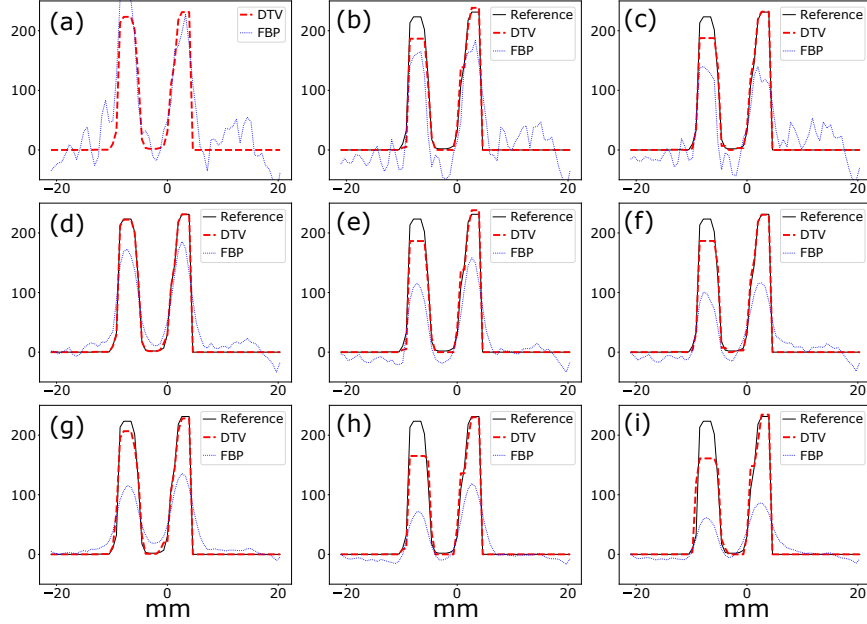 (a)
DTV
FBP
200
100
0
−20
0
20
(b)
Reference
DTV
FBP
200
100
0
−20
0
20
(c)
Reference
DTV
FBP
200
100
0
−20
0
20
(d)
Reference
DTV
FBP
200
100
0
−20
0
20
(e)
Reference
DTV
FBP
200
100
0
−20
0
20
(f)
Reference
DTV
FBP
200
100
0
−20
0
20
(g)
Reference
DTV
FBP
200
100
0
−20
0
20
mm
(h)
Reference
DTV
FBP
200
100
0
−20
0
20
mm
(i)
Reference
DTV
FBP
200
100
0
−20
0
20
mm